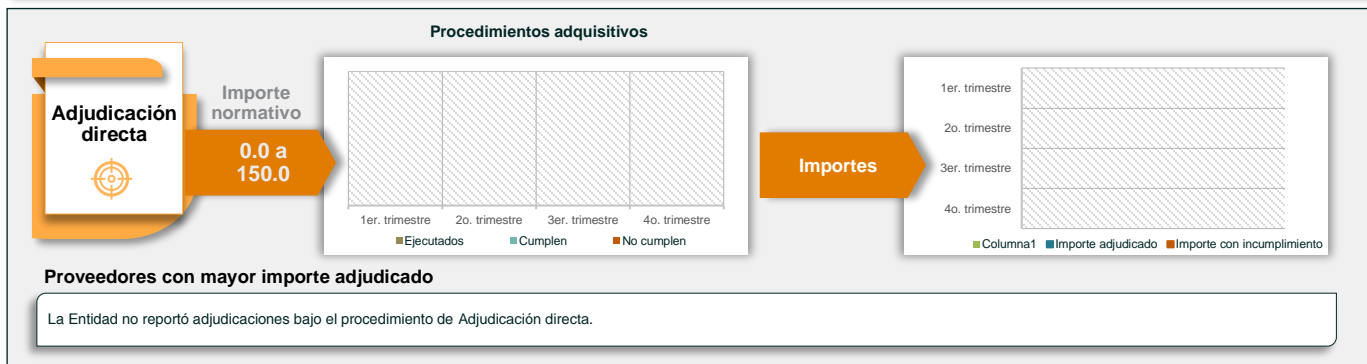 Procedimientos adquisitivos
Adjudicación
directa
Importe
normativo
0.0 a
150.0
1er. trimestre
2o. trimestre
3er. trimestre
4o. trimestre
Ejecutados
Cumplen
No cumplen
Importes
1er. trimestre
2o. trimestre
3er. trimestre
4o. trimestre
Columna1
Importe adjudicado
Importe con incumplimiento
Proveedores con mayor importe adjudicado
La Entidad no reportó adjudicaciones bajo el procedimiento de Adjudicación directa.